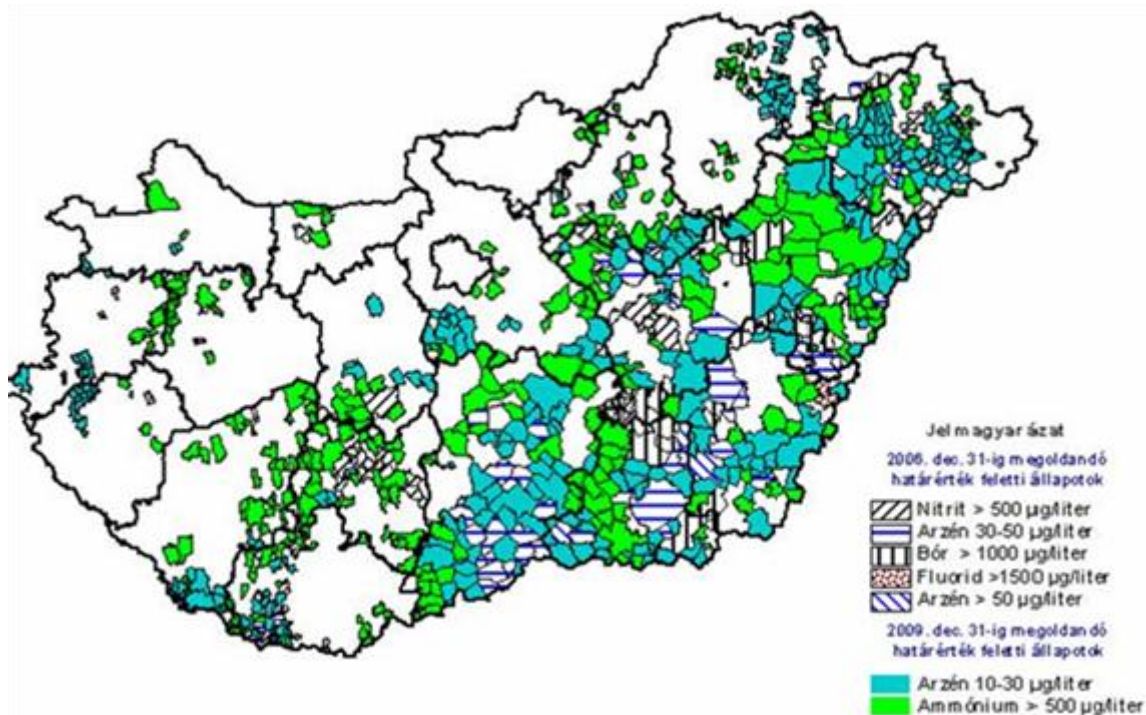 Jelmagyarázat
2006. dec. 31-ig megoldandó
határérték feletti állapotok
Nitrit > 500 µg/liter
Arzén 30-50 µg/liter
Bór > 1000 µg/liter
Fluorid >1500 µg/liter
Arzén > 50 µg/liter
2009. dec. 31-ig megoldandó
határérték feletti állapotok
Arzén 10-30 µg/liter
Ammónium > 500 µg/liter